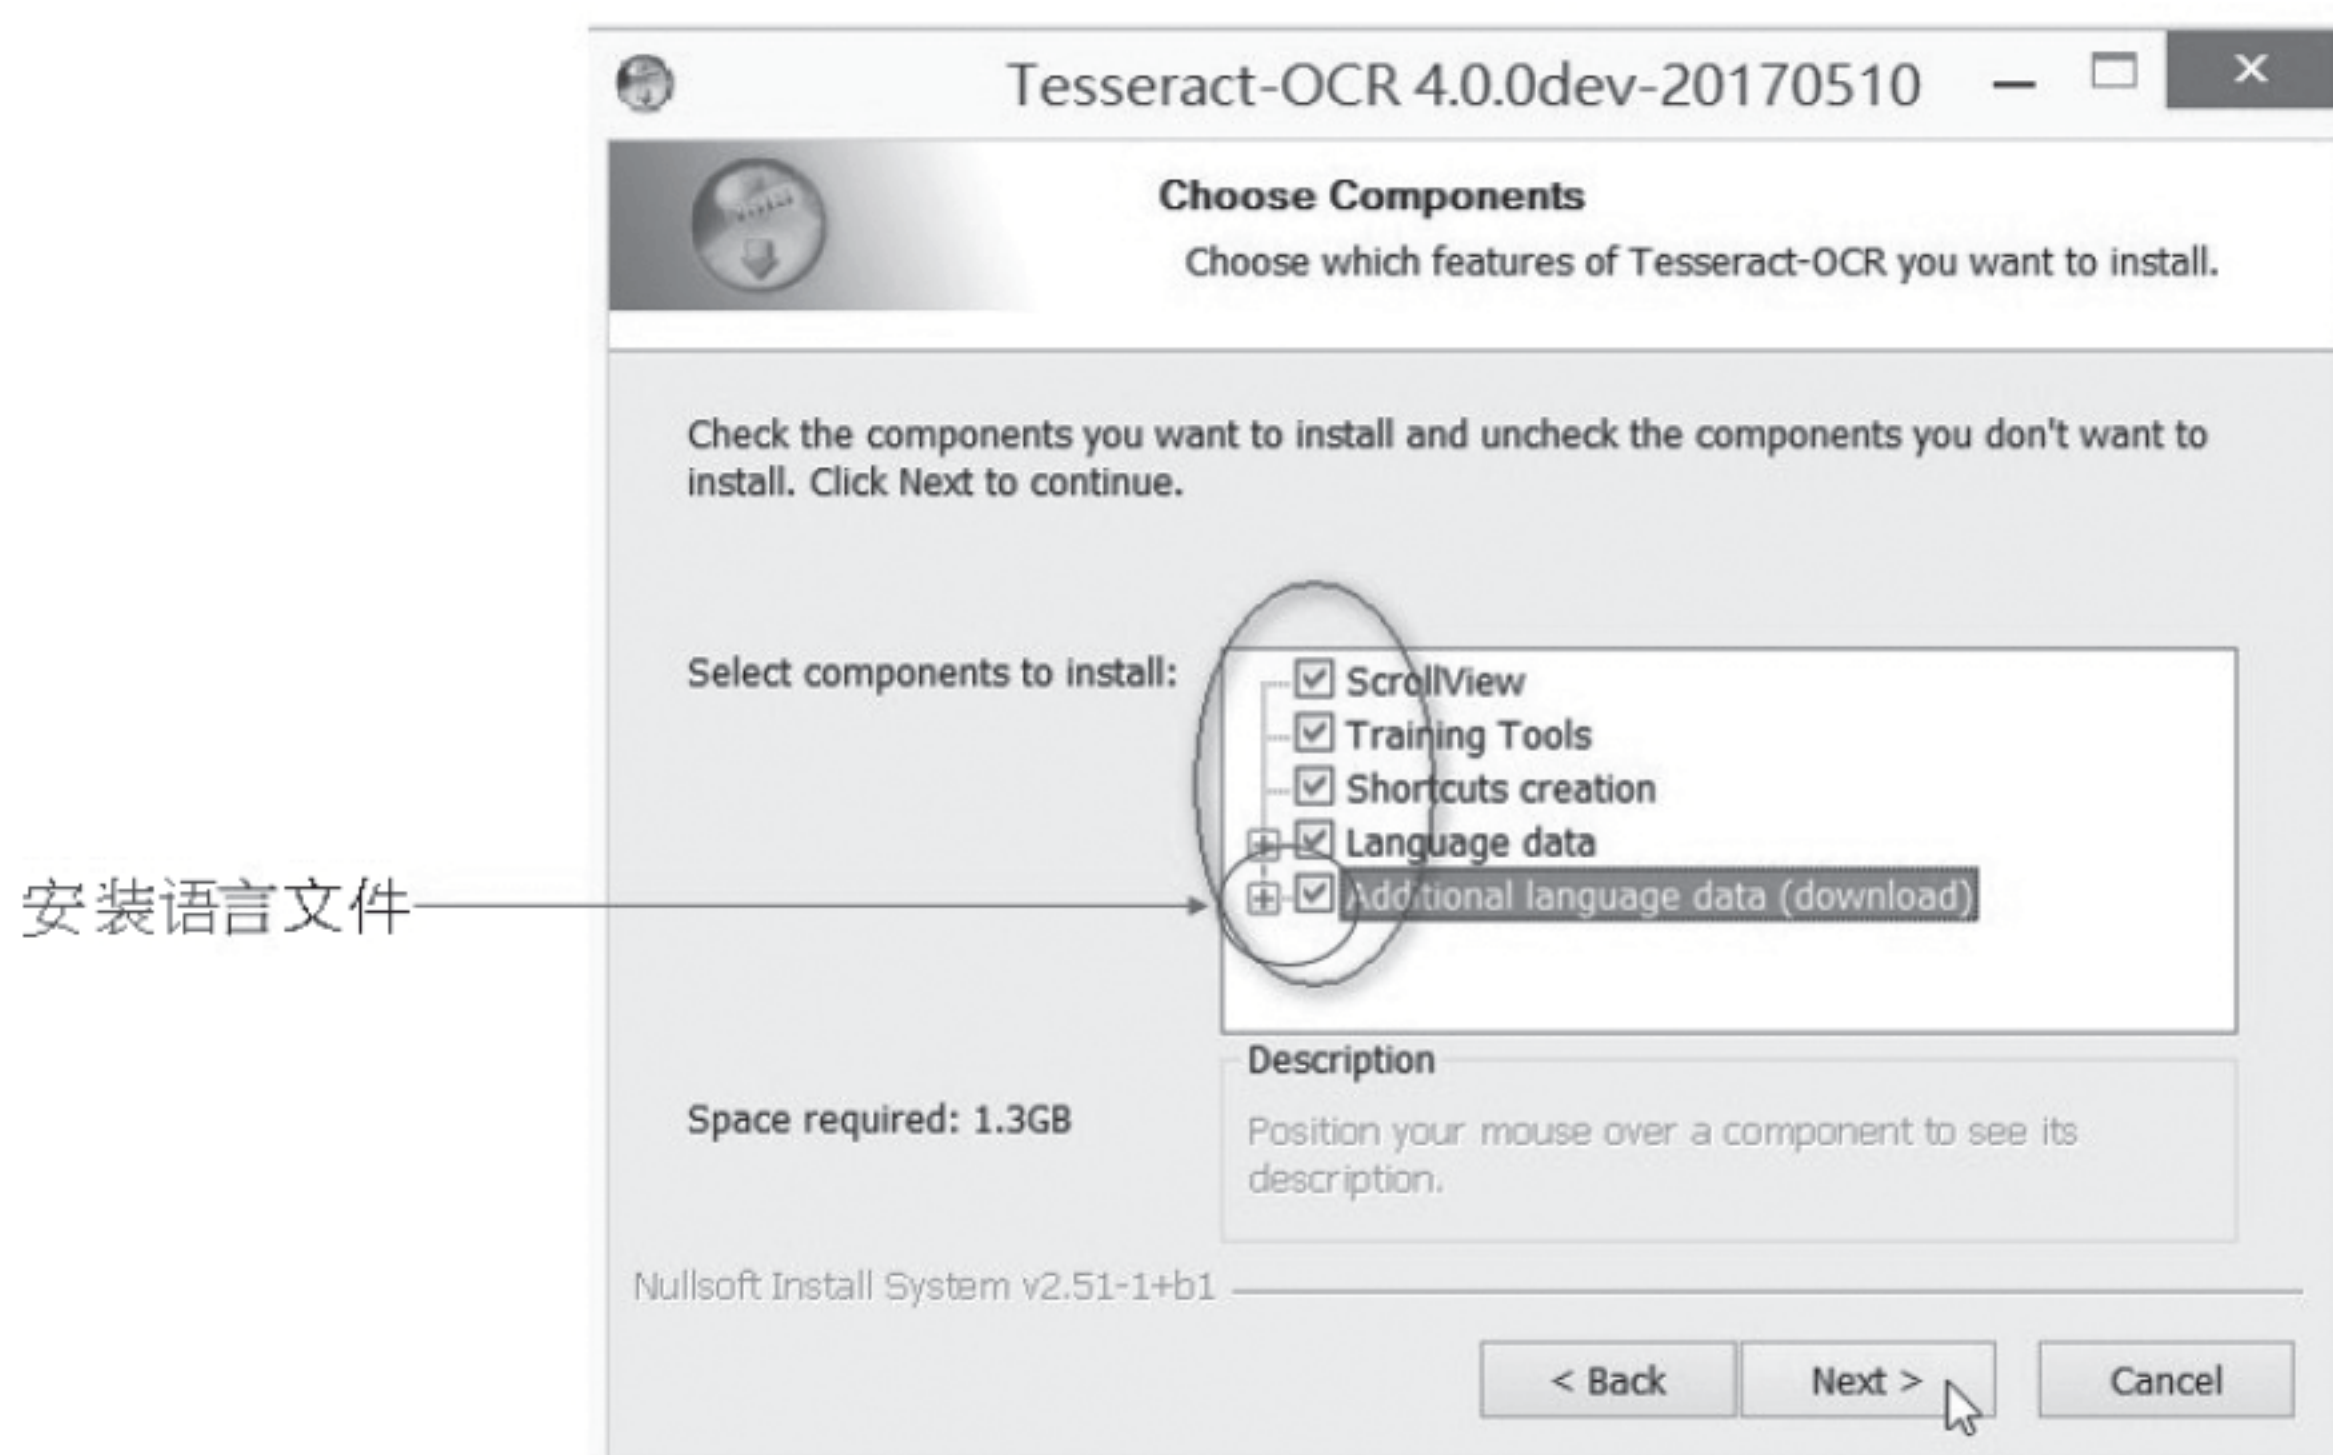 Tesseract-OCR 4.0.0dev-20170510
Choose Components
Choose which features of Tesseract-OCR you want to install.
Check the components you want to install and uncheck the components you don't want to
install. Click Next to continue.
Select components to install:
ScrollView
Training Tools
Shortcuts creation
Language data
安装语言文件
Additional language data (download)
Description
Space required: 1.3GB
Position your mouse over a component to see its
description.
Nullsoft Install System v2.51-1+b1
< Back
Next >
Cancel